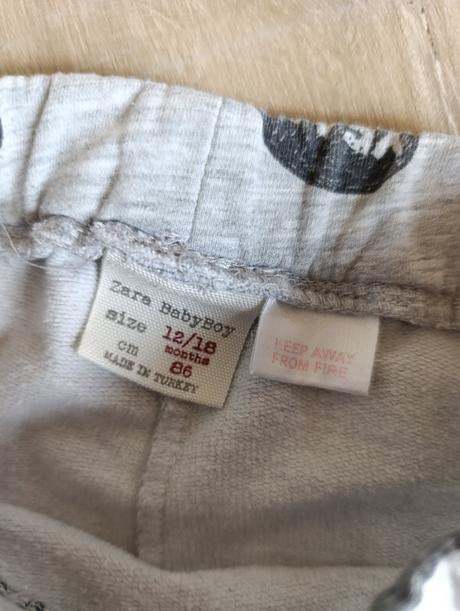 Zara BabyBoy
size 12/18
months
cm 86
MADE IN TURKEY
KEEP AWAY
FROM FIRE